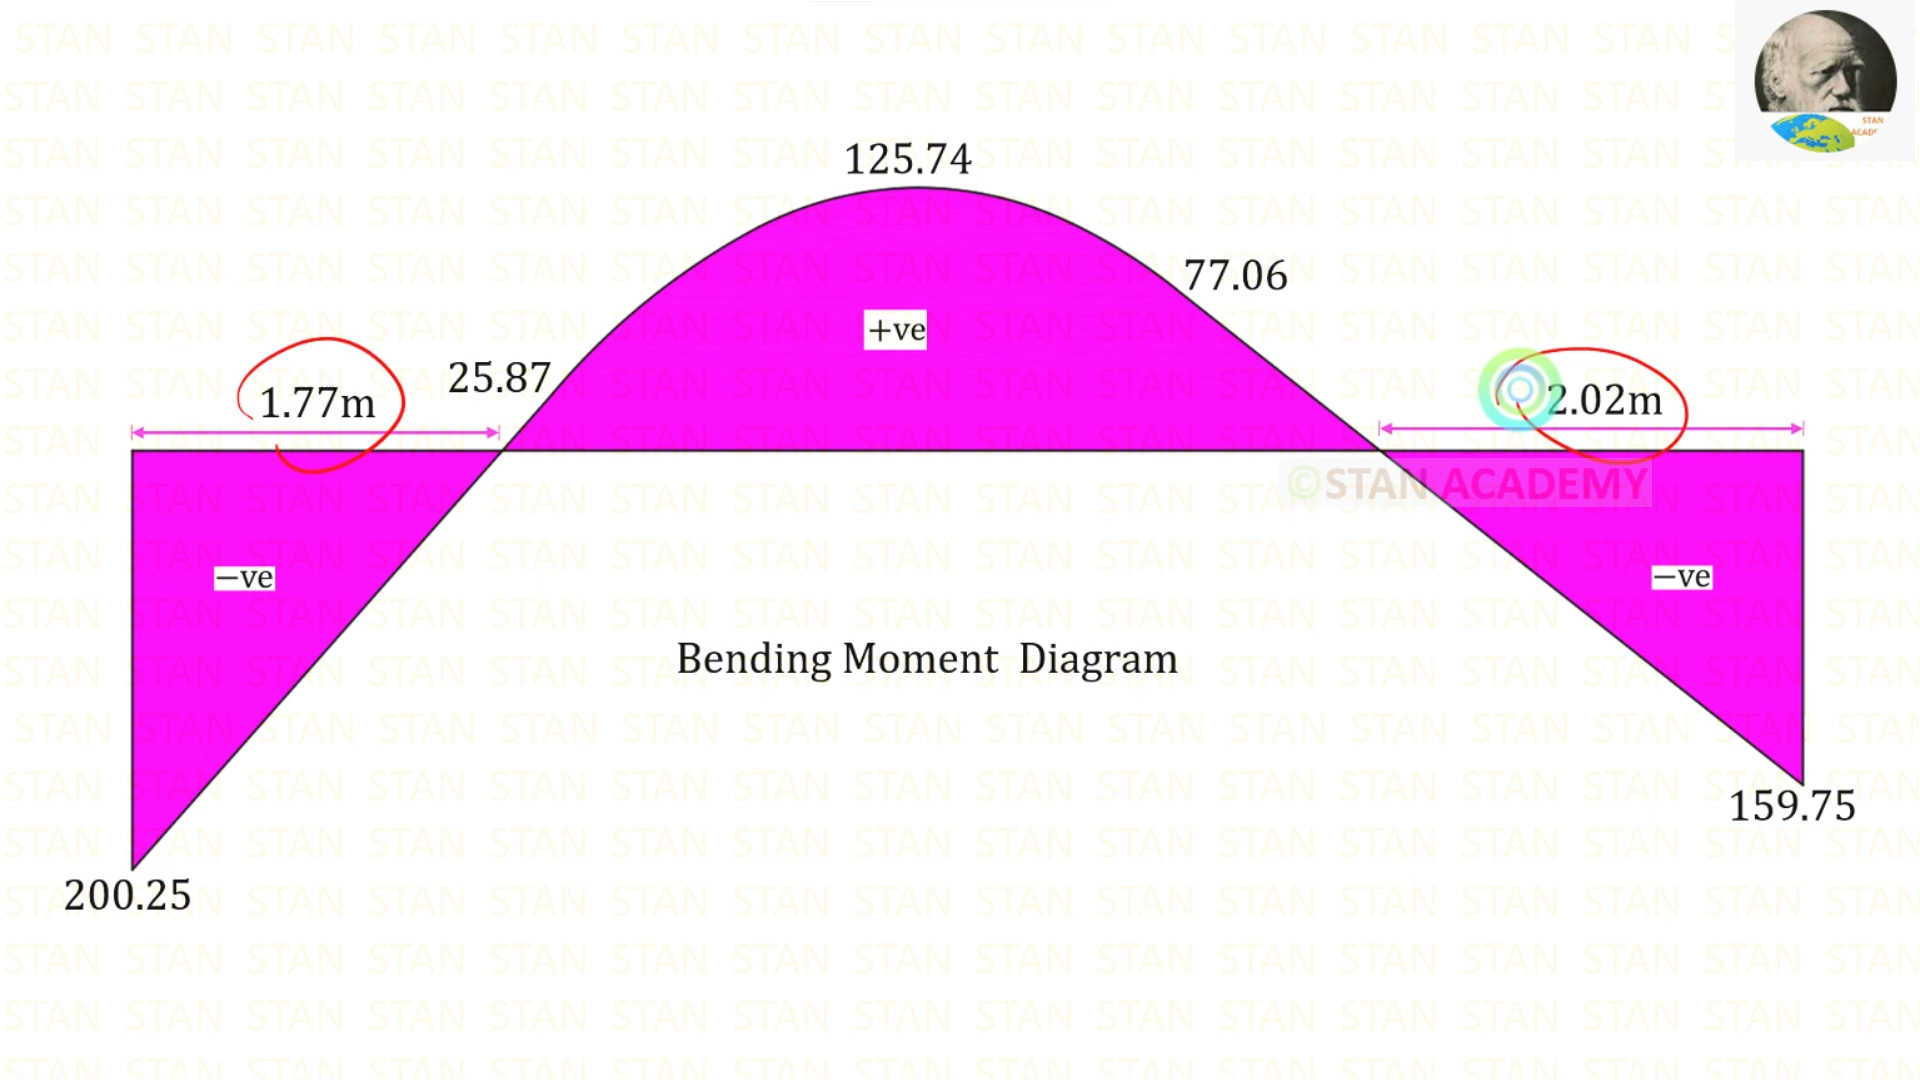 125.74
77.06
+ve
25.87
1.77m
2.02m
©STAN ACADEMY
−ve
−ve
Bending Moment Diagram
159.75
200.25
STAN